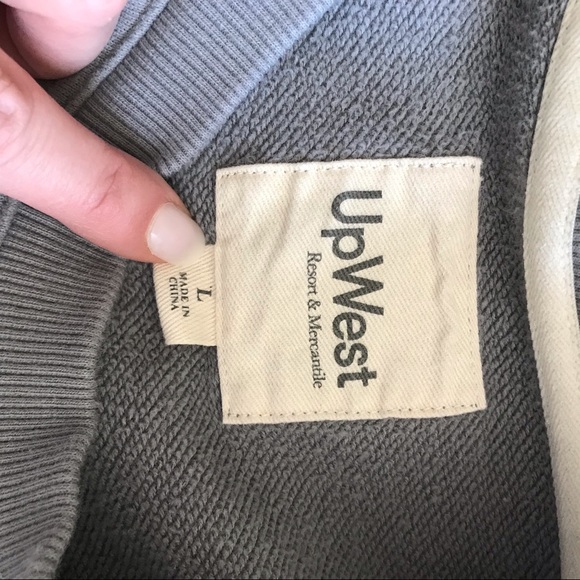 UpWest
Resort & Mercantile
L
MADE IN
CHINA